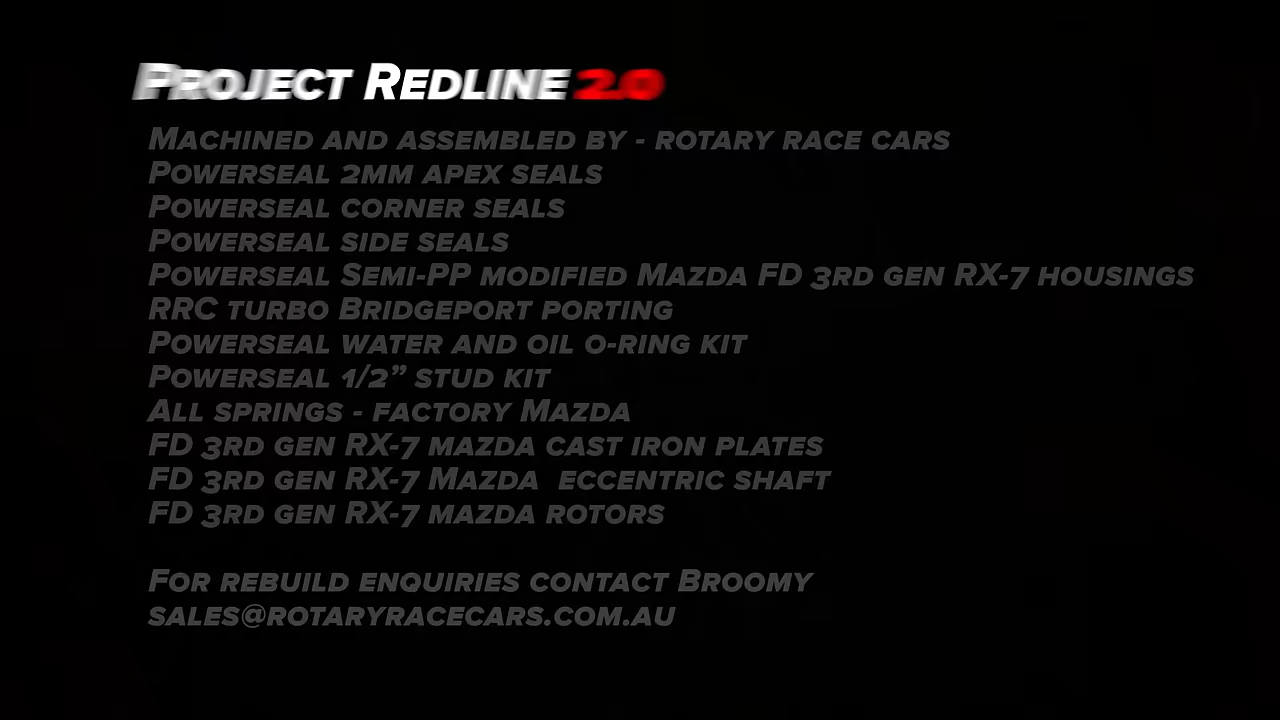 Project Redline 2.0
Machined and assembled by - rotary race cars
Powerseal 2mm apex seals
Powerseal corner seals
Powerseal side seals
Powerseal Semi-PP modified Mazda FD 3rd gen RX-7 housings
RRC turbo Bridgeport porting
Powerseal water and oil o-ring kit
Powerseal 1/2” stud kit
All springs - factory Mazda
FD 3rd gen RX-7 mazda cast iron plates
FD 3rd gen RX-7 Mazda  eccentric shaft
FD 3rd gen RX-7 mazda rotors
For rebuild enquiries contact Broomy
sales@rotaryracecars.com.au